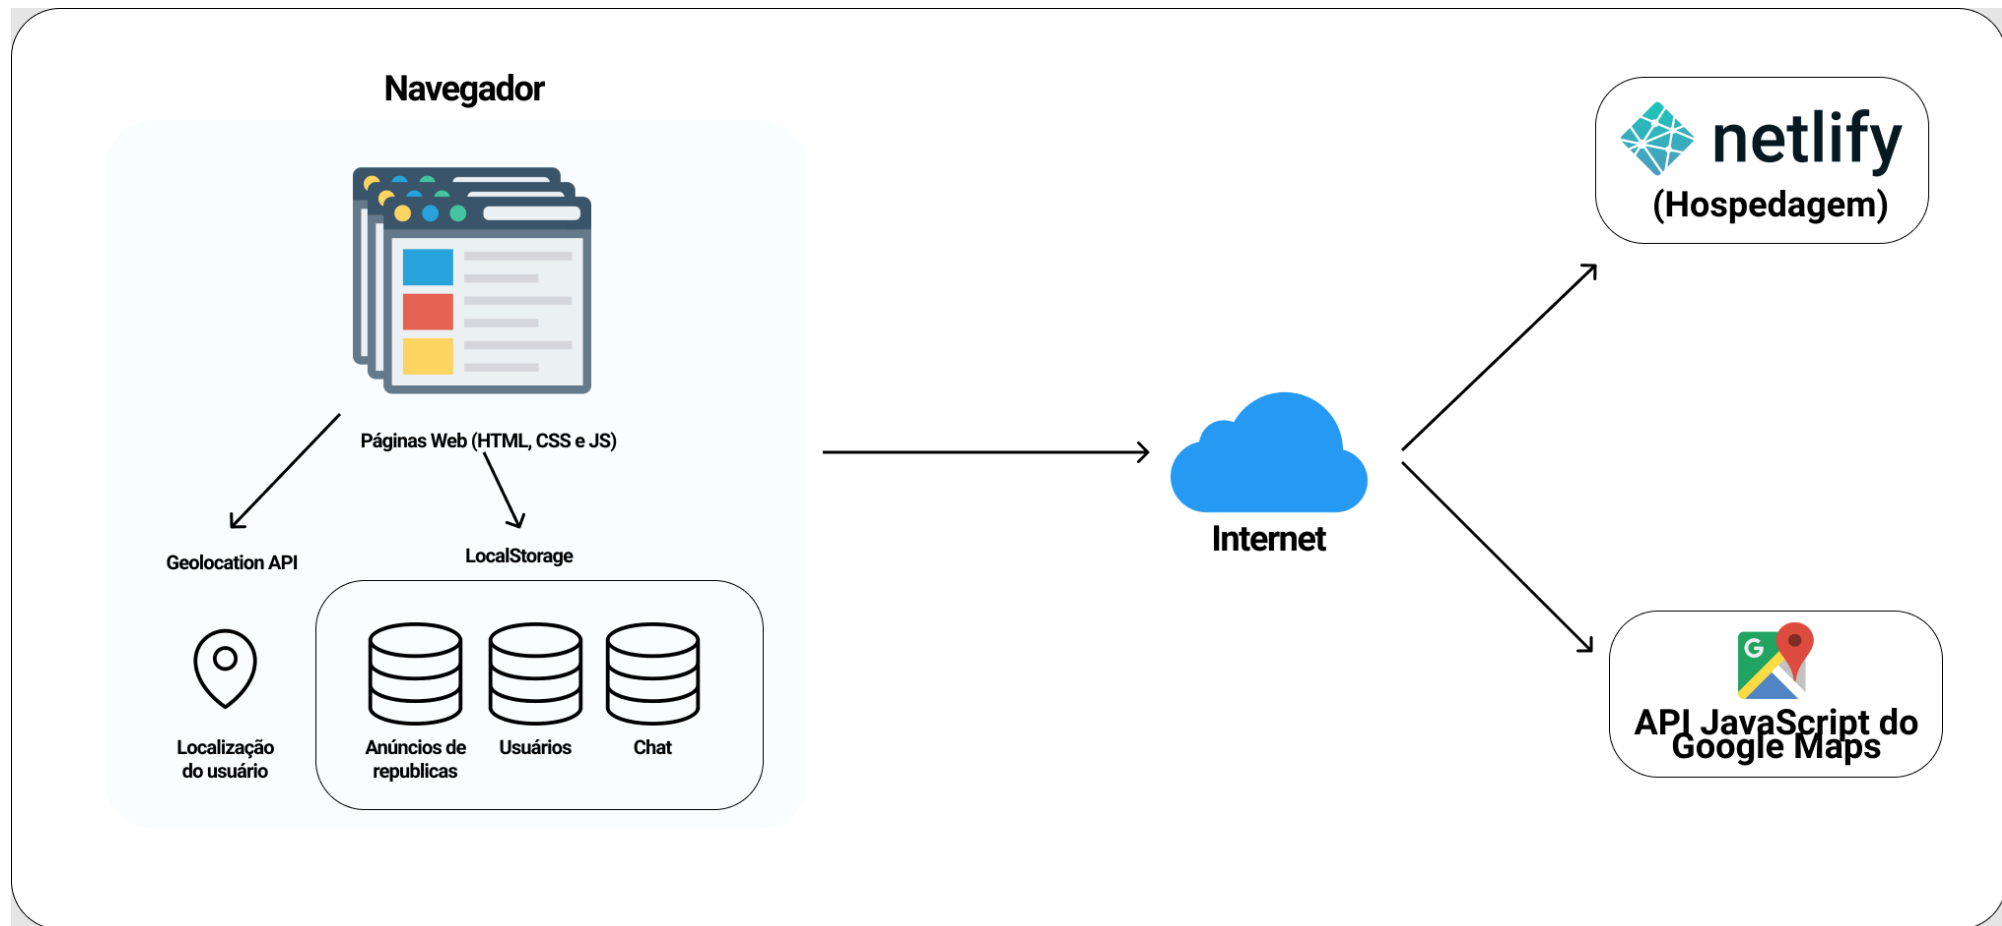 Navegador
Páginas Web (HTML, CSS e JS)
Geolocation API
Localização
do usuário
LocalStorage
Anúncios de
republicas
Usuários
Chat
Internet
netlify
(Hospedagem)
G
API JavaScript do
Google Maps